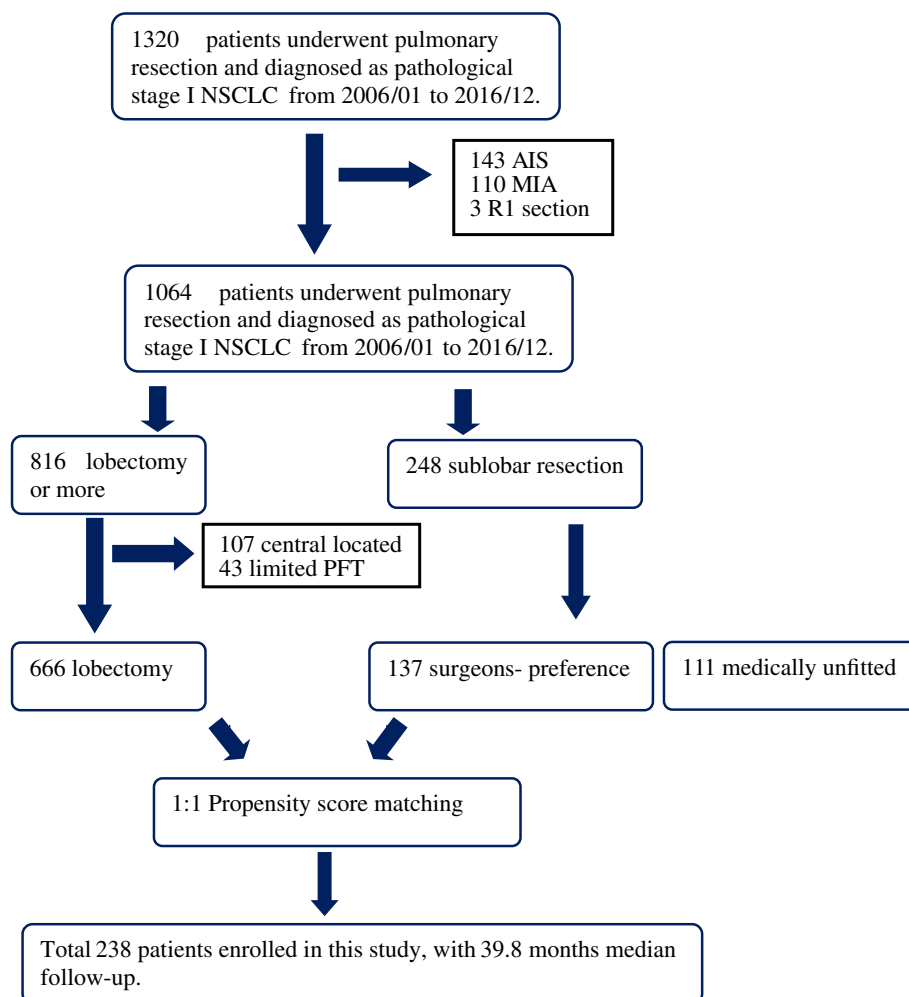 1320 patients underwent pulmonary
resection and diagnosed as pathological
stage I NSCLC from 2006/01 to 2016/12.
143 AIS
110 MIA
3 R1 section
1064 patients underwent pulmonary
resection and diagnosed as pathological
stage I NSCLC from 2006/01 to 2016/12.
816 lobectomy
or more
248 sublobar resection
107 central located
43 limited PFT
666 lobectomy
137 surgeons- preference
111 medically unfitted
1:1 Propensity score matching
Total 238 patients enrolled in this study, with 39.8 months median
follow-up.